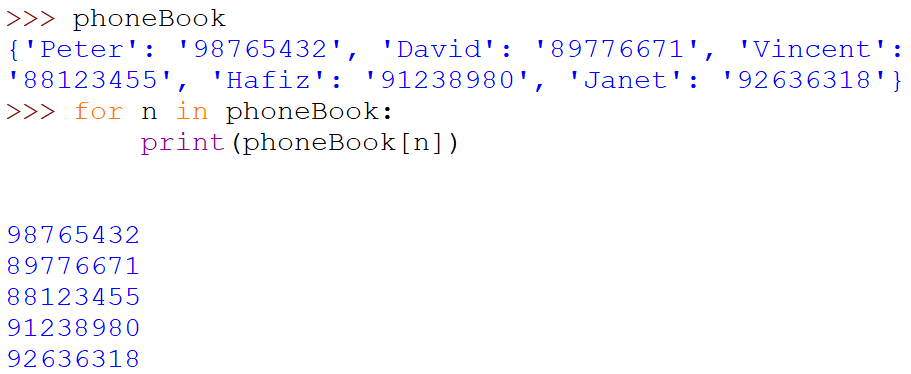 >>> phoneBook
{'Peter': '98765432', 'David': '89776671', 'Vincent':
'88123455', 'Hafiz': '91238980', 'Janet': '92636318'}
>>> for n in phoneBook:
        print(phoneBook[n])
98765432
89776671
88123455
91238980
92636318